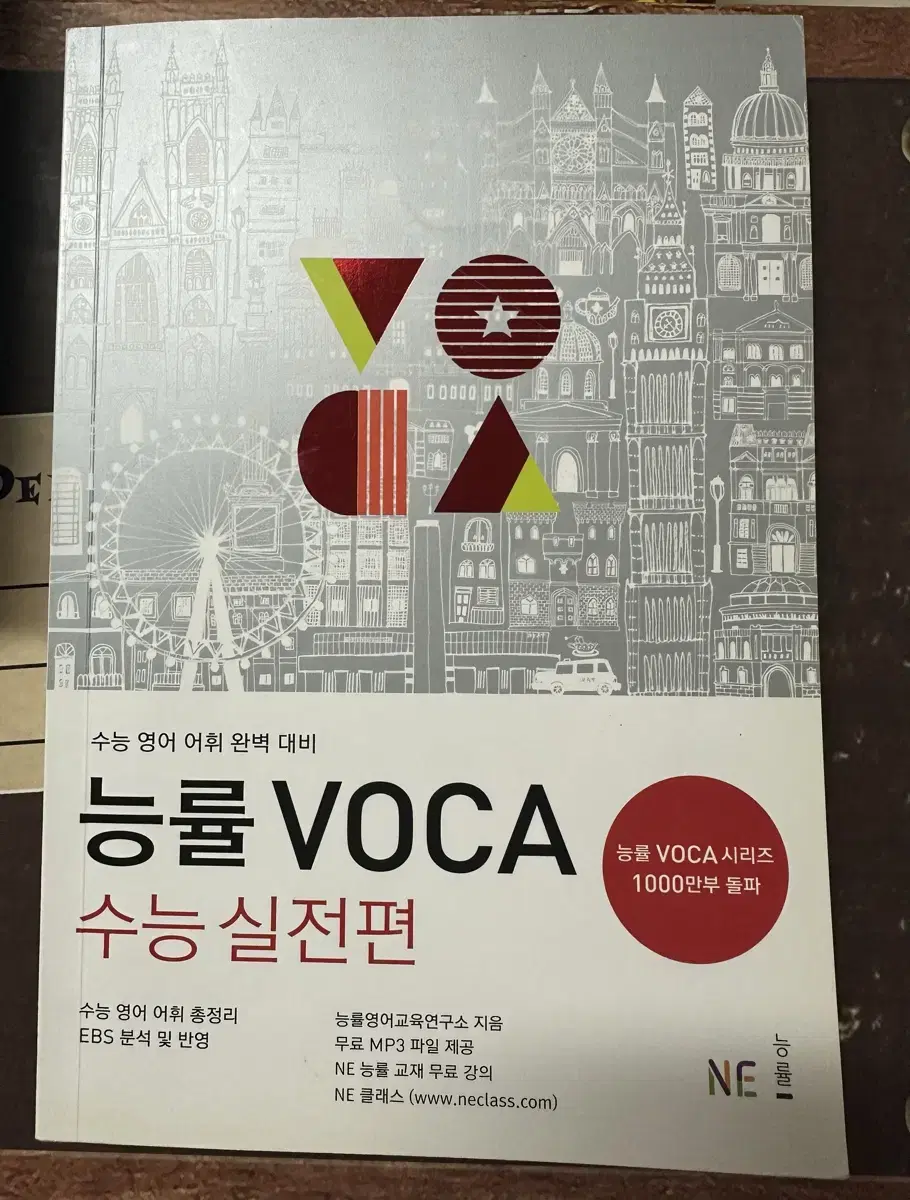 VOCA
수능 영어 어휘 완벽 대비
능률 VOCA
수능 실전편
능률 VOCA 시리즈
1000만부 돌파
수능 영어 어휘 총정리
EBS 분석 및 반영
능률영어교육연구소 지음
무료 MP3 파일 제공
NE 능률 교재 무료 강의
NE 클래스 (www.neclass.com)
NE 능률